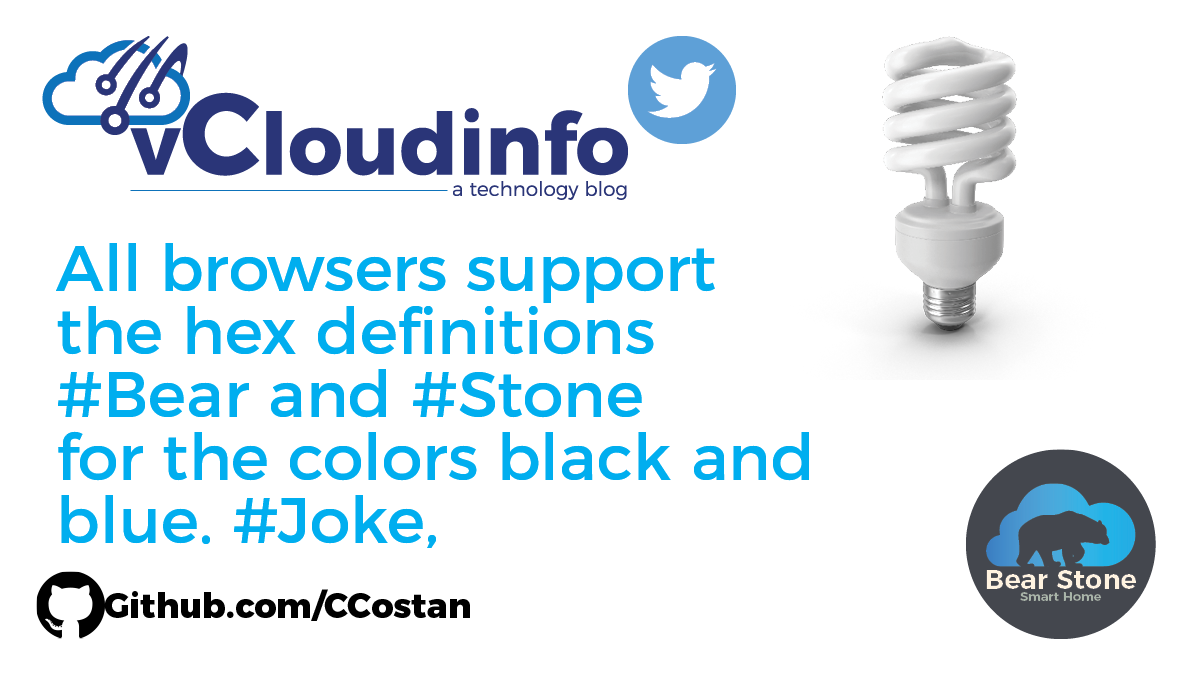 vCloudinfo
a technology blog
All browsers support
the hex definitions
#Bear and #Stone
for the colors black and
blue. #Joke,
Github.com/CCostan
Bear Stone
Smart Home